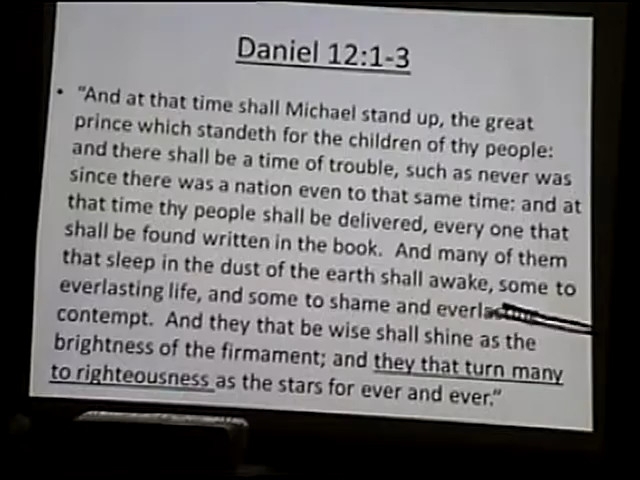 Daniel 12:1-3
• “And at that time shall Michael stand up, the great
prince which standeth for the children of thy people:
and there shall be a time of trouble, such as never was
since there was a nation even to that same time: and at
that time thy people shall be delivered, every one that
shall be found written in the book. And many of them
that sleep in the dust of the earth shall awake, some to
everlasting life, and some to shame and everlasting
contempt. And they that be wise shall shine as the
brightness of the firmament; and they that turn many
to righteousness as the stars for ever and ever.”